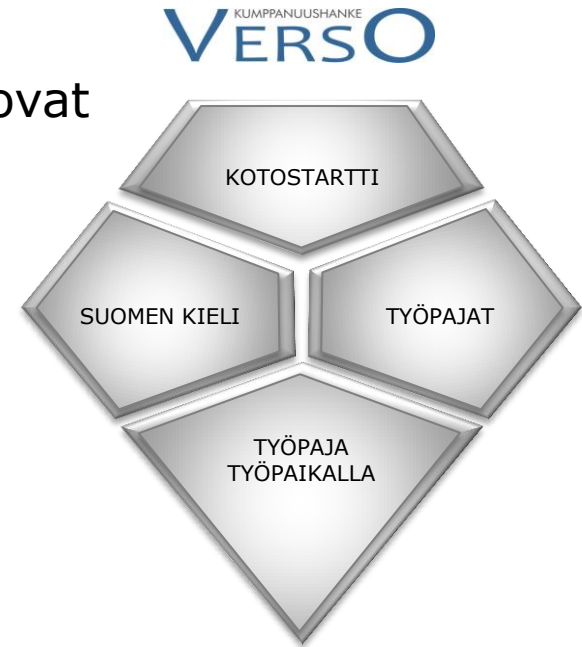 KUMPPANUUSHANKE
VERSO
ovat
KOTOSTARTTI
SUOMEN KIELI
TYÖPAJAT
TYÖPAJA
TYÖPAIKALLA